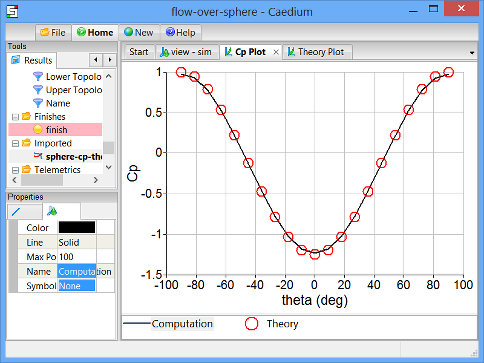 flow-over-sphere - Caedium
File Home New Help
Tools
Results
Lower Topolo
Upper Topolo
Name
Finishes
finish
Imported
sphere-cp-the
Telemetrics
Properties
Color
Line Solid
Max Po 100
Name Computation
Symbol None
Start view - sim Cp Plot Theory Plot
Cp
1
0.5
0
-0.5
-1
-1.5
-100 -80 -60 -40 -20 0 20 40 60 80 100
theta (deg)
Computation Theory